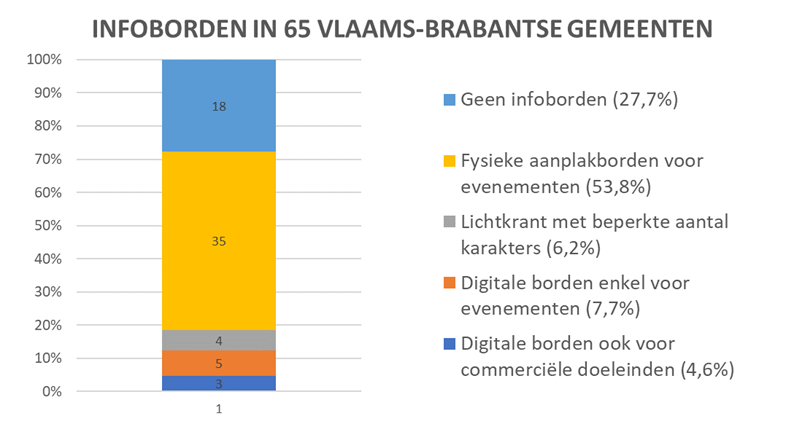 INFOBORDEN IN 65 VLAAMS-BRABANTSE GEMEENTEN
100%
90%
80%
70%
60%
50%
40%
30%
20%
10%
0%
18
35
4
5
3
1
Geen infoborden (27,7%)
Fysieke aanplakborden voor
evenementen (53,8%)
Lichtkrant met beperkte aantal
karakters (6,2%)
Digitale borden enkel voor
evenementen (7,7%)
Digitale borden ook voor
commerciële doeleinden (4,6%)